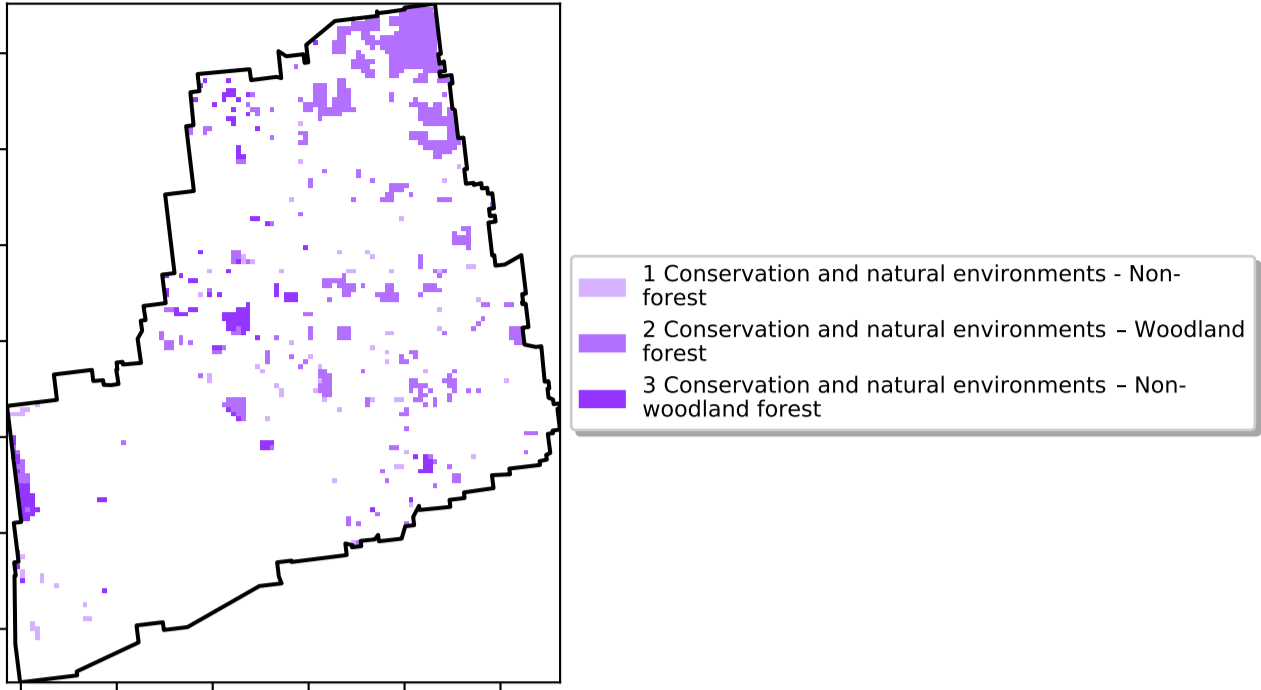 1 Conservation and natural environments - Non-
forest
2 Conservation and natural environments – Woodland
forest
3 Conservation and natural environments – Non-
woodland forest